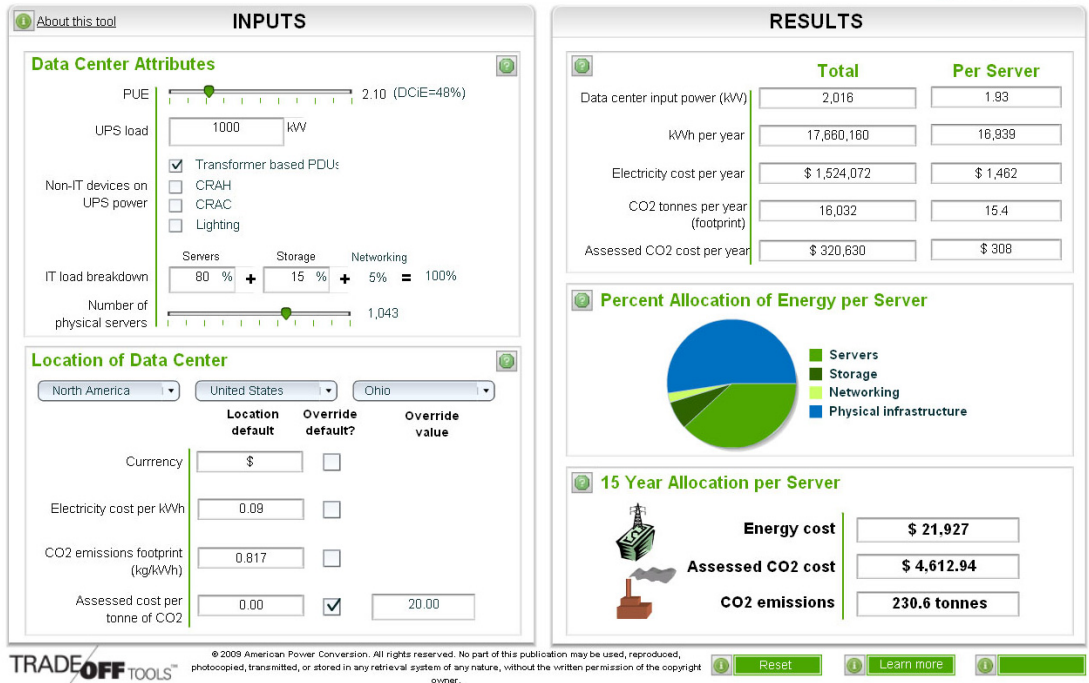 About this tool
INPUTS
Data Center Attributes
PUE
2.10 (DCiE=48%)
UPS load
1000 kW
Non-IT devices on
UPS power
Transformer based PDUs
CRAH
CRAC
Lighting
Servers Storage Networking
IT load breakdown
80 % + 15 % + 5% = 100%
Number of
physical servers
1,043
Location of Data Center
North America United States Ohio
Location
default
Override
default?
Override
value
Currrency
$
Electricity cost per kWh
0.09
CO2 emissions footprint
(kg/kWh)
0.817
Assessed cost per
tonne of CO2
0.00
20.00
RESULTS
Total Per Server
Data center input power (kW) 2,016 1.93
kWh per year 17,660,160 16,939
Electricity cost per year $ 1,524,072 $ 1,462
CO2 tonnes per year
(footprint)
16,032 15.4
Assessed CO2 cost per year $ 320,630 $ 308
Percent Allocation of Energy per Server
Servers
Storage
Networking
Physical infrastructure
15 Year Allocation per Server
Energy cost $ 21,927
Assessed CO2 cost $ 4,612.94
CO2 emissions 230.6 tonnes
TRADE OFF TOOLS™
© 2009 American Power Conversion. All rights reserved. No part of this publication may be used, reproduced,
photocopied, transmitted, or stored in any retrieval system of any nature, without the written permission of the copyright
owner.
Reset
Learn more